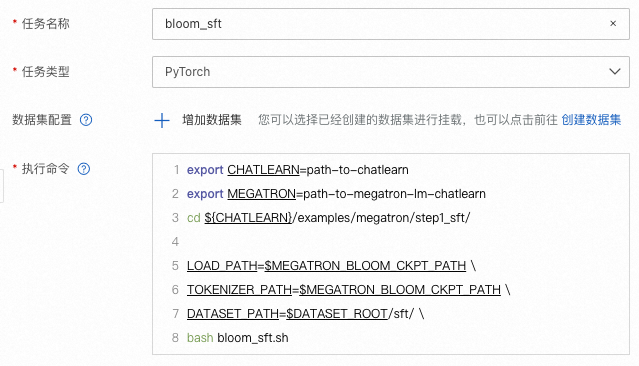 * 任务名称 bloom_sft ×
* 任务类型 PyTorch
数据集配置 ? + 增加数据集 您可以选择已经创建的数据集进行挂载，也可以点击前往 创建数据集
* 执行命令 ?
1 export CHATLEARN=path-to-chatlearn
2 export MEGATRON=path-to-megatron-lm-chatlearn
3 cd ${CHATLEARN}/examples/megatron/step1_sft/
4
5 LOAD_PATH=$MEGATRON_BLOOM_CKPT_PATH \
6 TOKENIZER_PATH=$MEGATRON_BLOOM_CKPT_PATH \
7 DATASET_PATH=$DATASET_ROOT/sft/ \
8 bash bloom_sft.sh